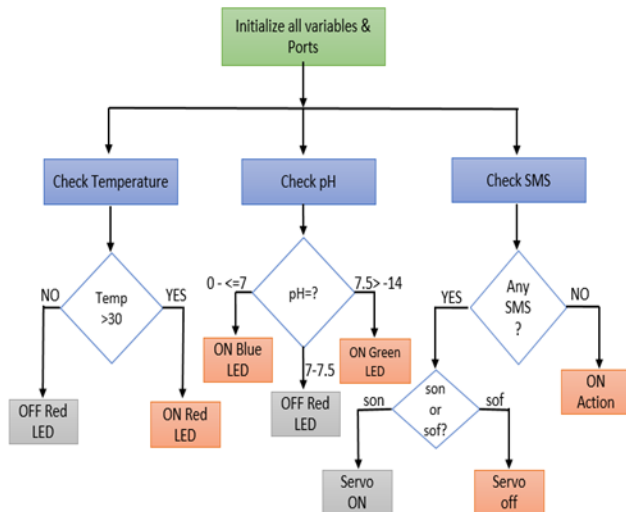 Initialize all variables &
Ports
Check Temperature
Check pH
Check SMS
NO
Temp
>30
YES
0 - <=7
pH=?
7.5> -14
YES
Any
SMS
?
NO
OFF Red
LED
ON Red
LED
ON Blue
LED
7-7.5
OFF Red
LED
ON Green
LED
son
son
or
sof?
sof
ON
Action
Servo
ON
Servo
off